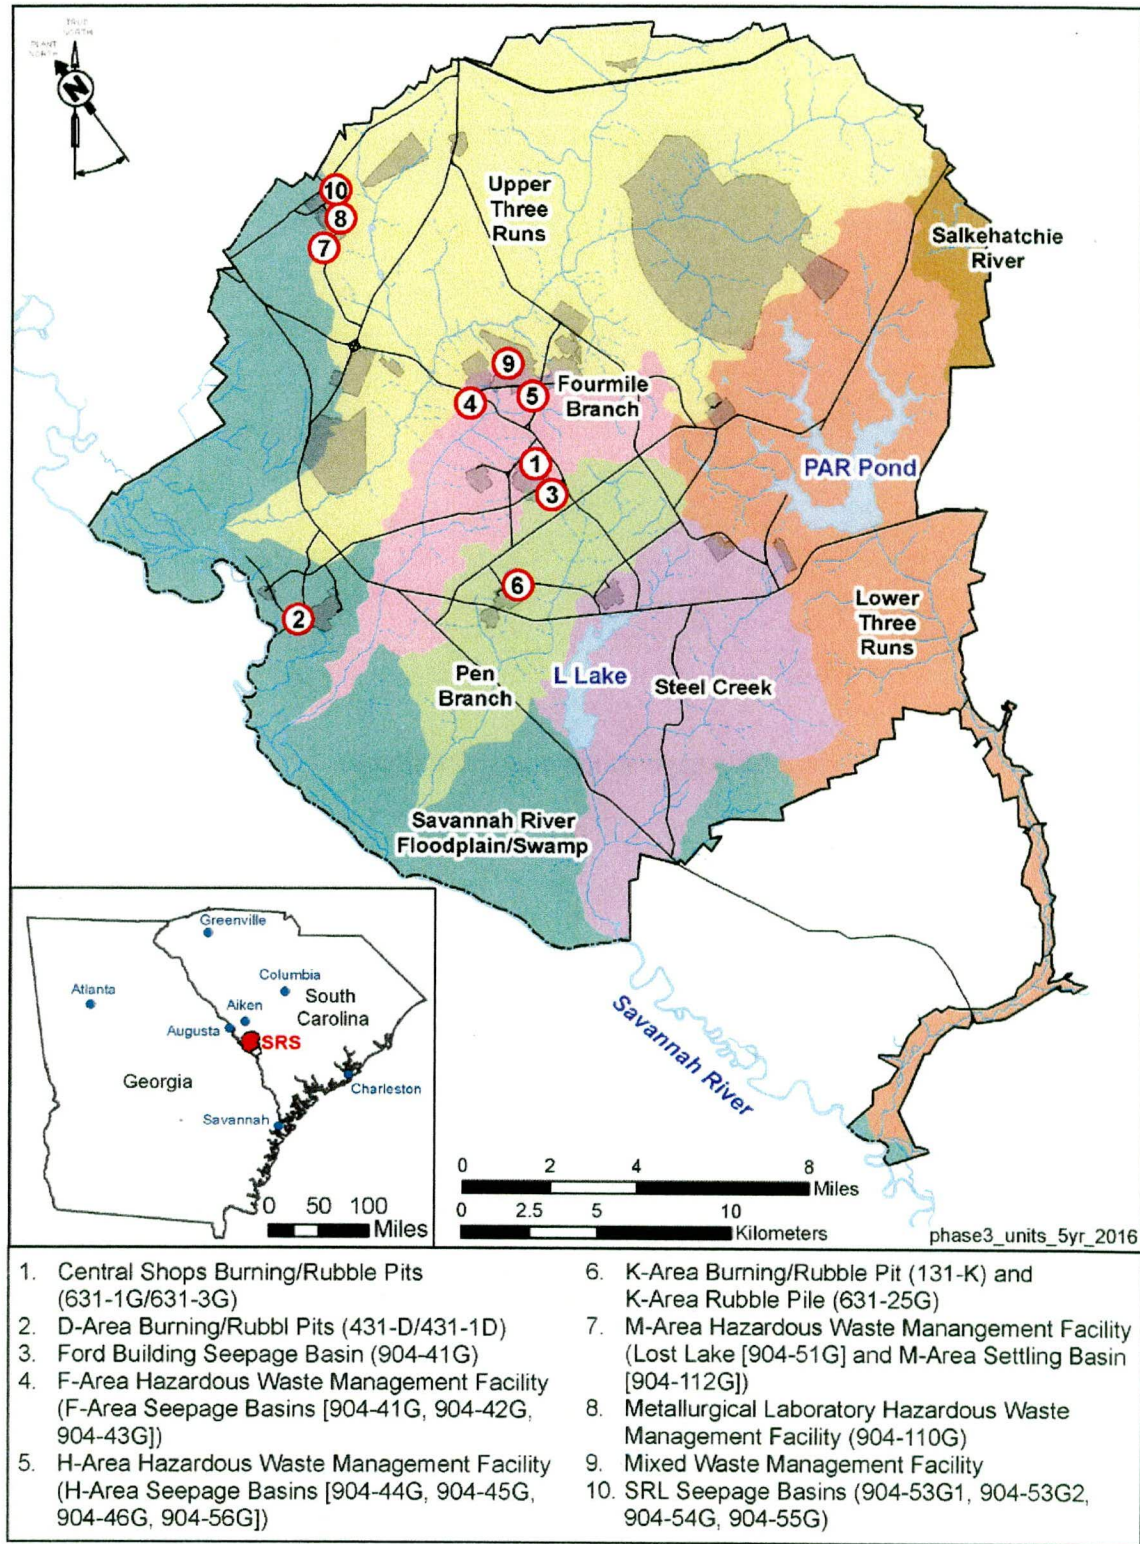 TRUE
NORTH
PLANT
NORTH
N
10
8
7
Upper
Three
Runs
Salkehatchie
River
9
4
5
Fourmile
Branch
1
3
PAR Pond
6
2
Lower
Three
Runs
Pen
Branch
L Lake
Steel Creek
Savannah River
Floodplain/Swamp
Savannah River
Greenville
Atlanta
Columbia
Aiken
South
Carolina
Augusta
SRS
Georgia
Charleston
Savannah
0 50 100
Miles
0 2 4 8
Miles
0 2.5 5 10
Kilometers
phase3_units_5yr_2016
1. Central Shops Burning/Rubble Pits
(631-1G/631-3G)
2. D-Area Burning/Rubbl Pits (431-D/431-1D)
3. Ford Building Seepage Basin (904-41G)
4. F-Area Hazardous Waste Management Facility
(F-Area Seepage Basins [904-41G, 904-42G,
904-43G])
5. H-Area Hazardous Waste Management Facility
(H-Area Seepage Basins [904-44G, 904-45G,
904-46G, 904-56G])
6. K-Area Burning/Rubble Pit (131-K) and
K-Area Rubble Pile (631-25G)
7. M-Area Hazardous Waste Manangement Facility
(Lost Lake [904-51G] and M-Area Settling Basin
[904-112G])
8. Metallurgical Laboratory Hazardous Waste
Management Facility (904-110G)
9. Mixed Waste Management Facility
10. SRL Seepage Basins (904-53G1, 904-53G2,
904-54G, 904-55G)